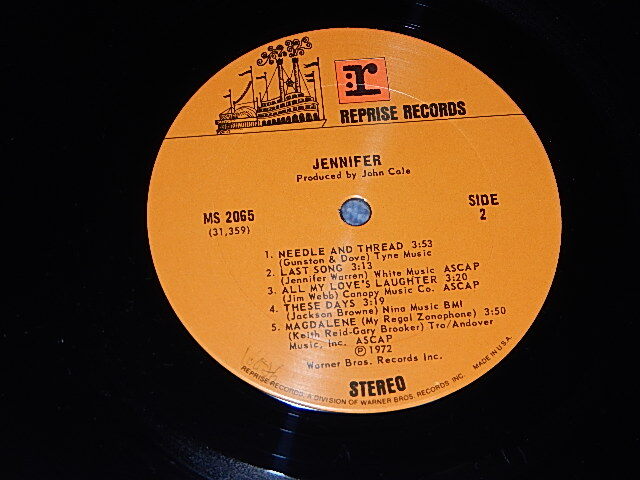 r
REPRISE RECORDS
JENNIFER
Produced by John Cale
MS 2065
(31,359)
SIDE
2
1. NEEDLE AND THREAD 3:53
(Gunston & Dove) Tyne Music
2. LAST SONG 3:13
(Jennifer Warren) White Music ASCAP
3. ALL MY LOVE'S LAUGHTER 3:20
(Jim Webb) Canopy Music Co. ASCAP
4. THESE DAYS 3:19
(Jackson Browne) Nina Music BMI
5. MAGDALENE (My Regal Zonophone) 3:50
(Keith Reid-Gary Brooker) Tro/Andover
Music, Inc. ASCAP
℗ 1972
Warner Bros. Records Inc.
STEREO
REPRISE RECORDS, A DIVISION OF WARNER BROS. RECORDS INC. MADE IN U.S.A.